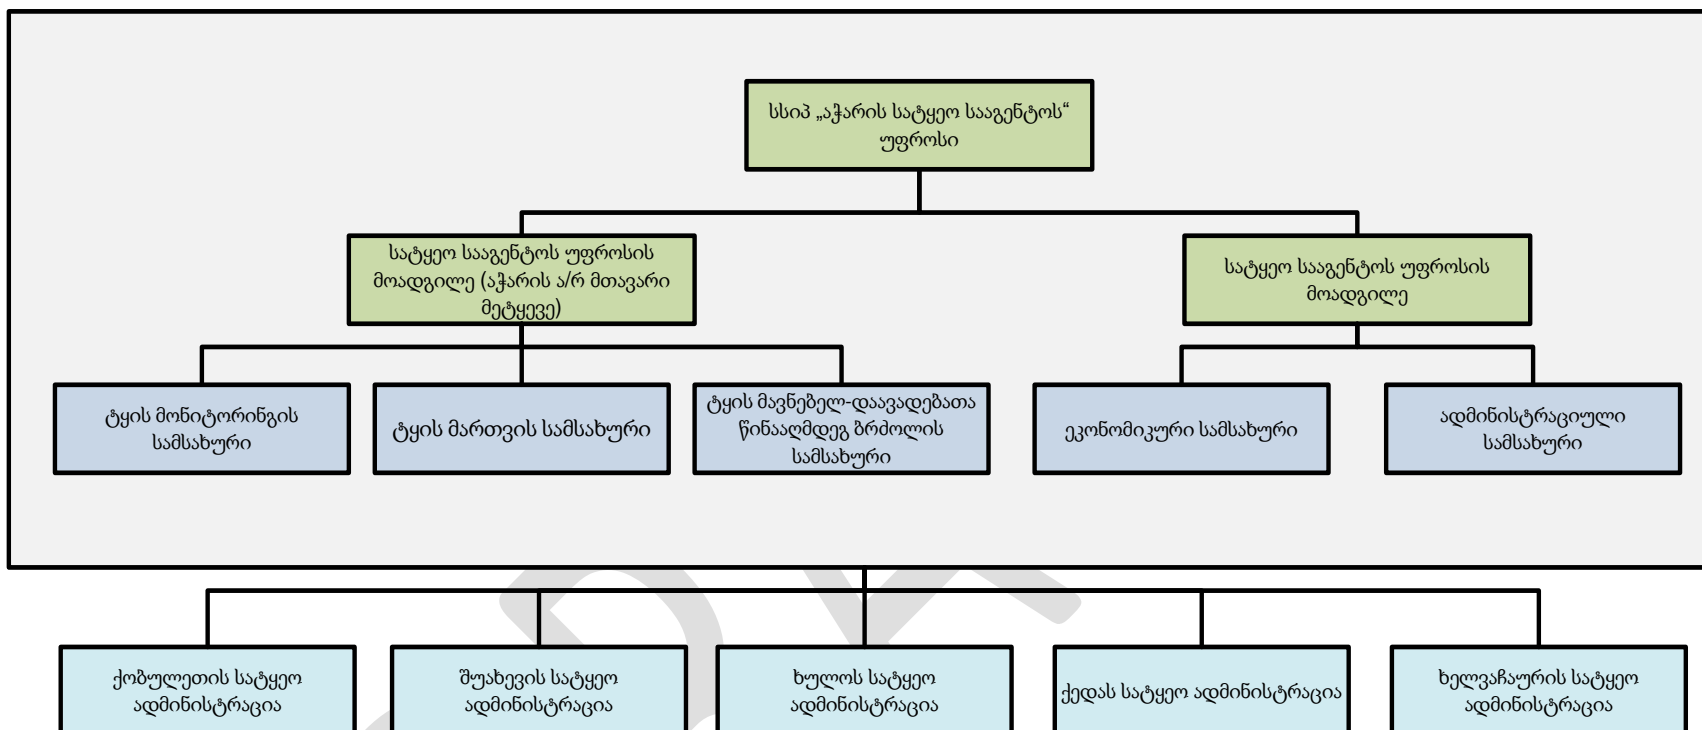 სსიპ „აჭარის სატყეო სააგენტოს“
უფროსი
სატყეო სააგენტოს უფროსის
მოადგილე (აჭარის ა/რ მთავარი
მეტყევე)
სატყეო სააგენტოს უფროსის
მოადგილე
ტყის მონიტორინგის
სამსახური
ტყის მართვის სამსახური
ტყის მავნებელ-დაავადებათა
წინააღმდეგ ბრძოლის
სამსახური
ეკონომიკური სამსახური
ადმინისტრაციული
სამსახური
ქობულეთის სატყეო
ადმინისტრაცია
შუახევის სატყეო
ადმინისტრაცია
ხულოს სატყეო
ადმინისტრაცია
ქედას სატყეო ადმინისტრაცია
ხელვაჩაურის სატყეო
ადმინისტრაცია